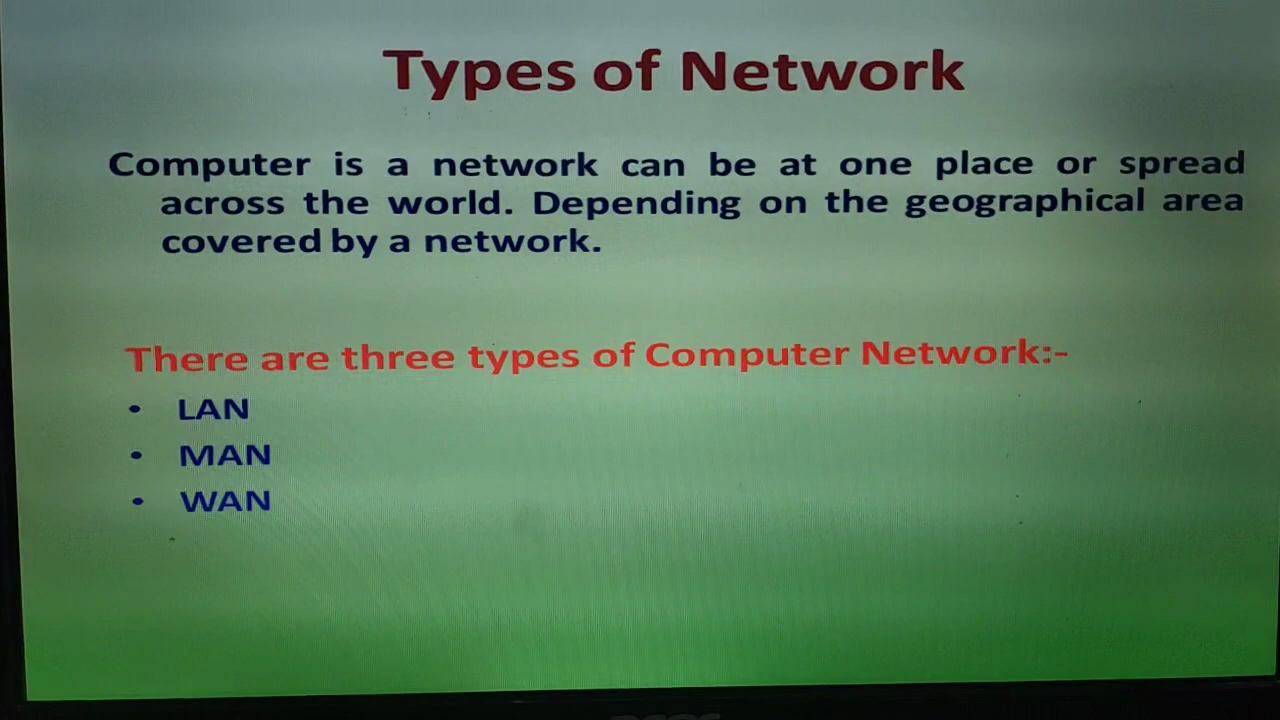 Types of Network
Computer is a network can be at one place or spread
across the world. Depending on the geographical area
covered by a network.
There are three types of Computer Network:-
• LAN
• MAN
• WAN